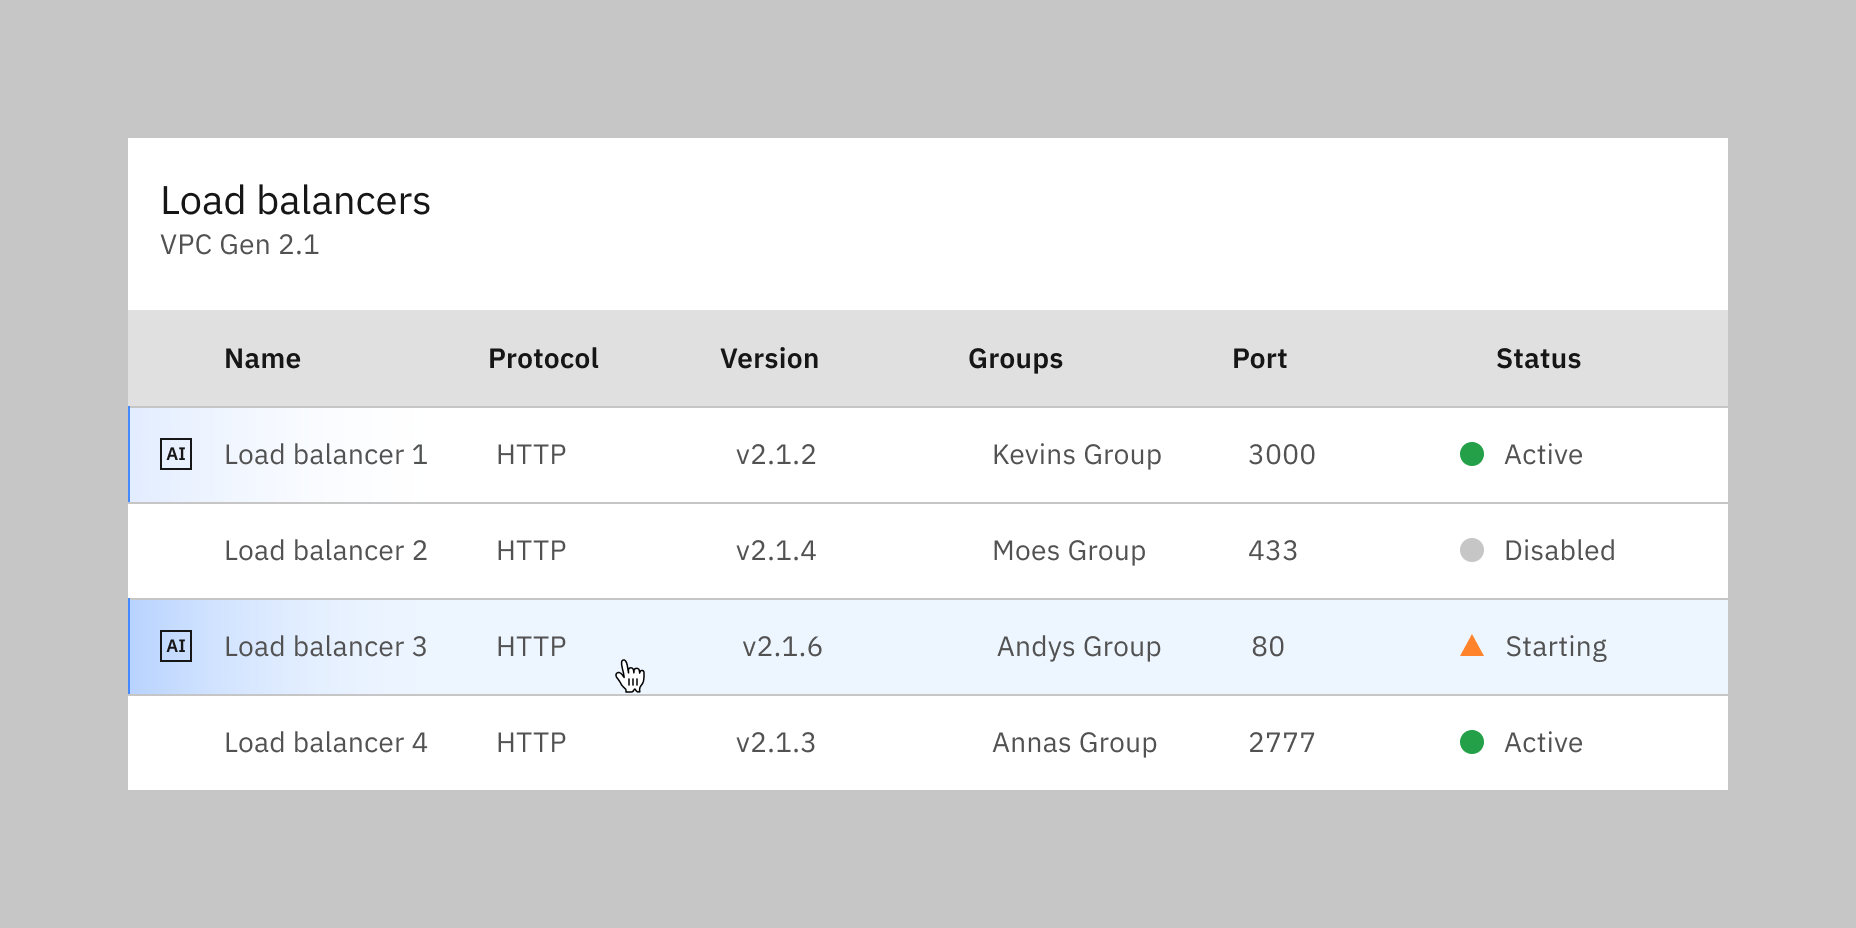 Load balancers
VPC Gen 2.1
Name Protocol Version Groups Port Status
AI Load balancer 1 HTTP v2.1.2 Kevins Group 3000 Active
Load balancer 2 HTTP v2.1.4 Moes Group 433 Disabled
AI Load balancer 3 HTTP v2.1.6 Andys Group 80 Starting
Load balancer 4 HTTP v2.1.3 Annas Group 2777 Active